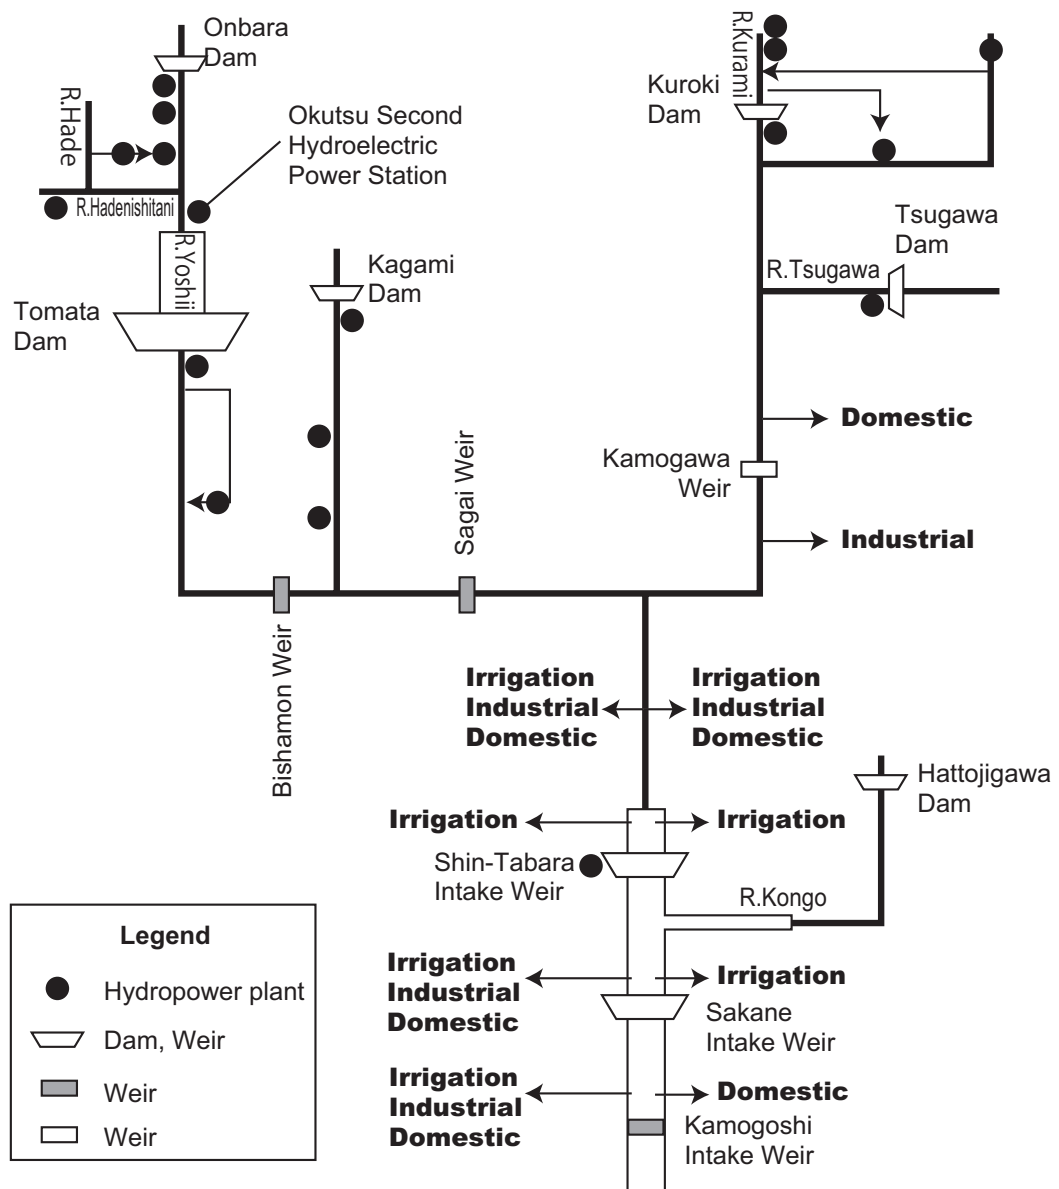 Onbara
Dam
R.Hade
Okutsu Second
Hydroelectric
Power Station
R.Hadenishitani
R.Yoshii
Tomata
Dam
Kagami
Dam
R.Kurami
Kuroki
Dam
Tsugawa
Dam
R.Tsugawa
Domestic
Kamogawa
Weir
Industrial
Sagai Weir
Bishamon Weir
Irrigation
Industrial
Domestic
Irrigation
Industrial
Domestic
Hattojigawa
Dam
Irrigation
Irrigation
Shin-Tabara
Intake Weir
R.Kongo
Irrigation
Industrial
Domestic
Irrigation
Sakane
Intake Weir
Irrigation
Industrial
Domestic
Domestic
Kamogoshi
Intake Weir
Legend
Hydropower plant
Dam, Weir
Weir
Weir